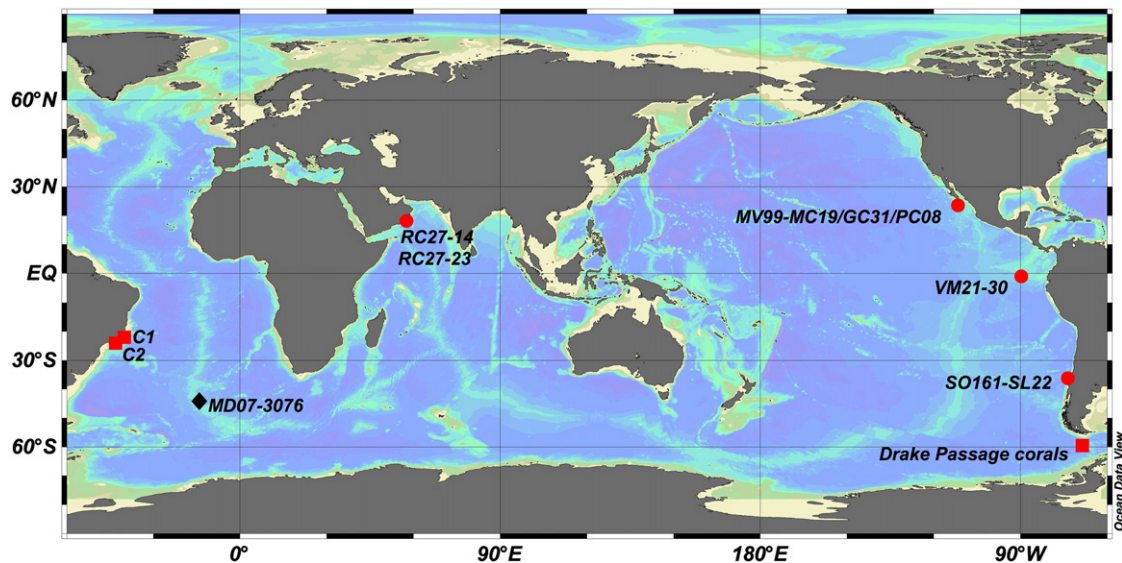 60°N
30°N
EQ
30°S
60°S
MV99-MC19/GC31/PC08
RC27-14
RC27-23
VM21-30
C1
C2
SO161-SL22
MD07-3076
Drake Passage corals
Ocean Data View
0°
90°E
180°E
90°W